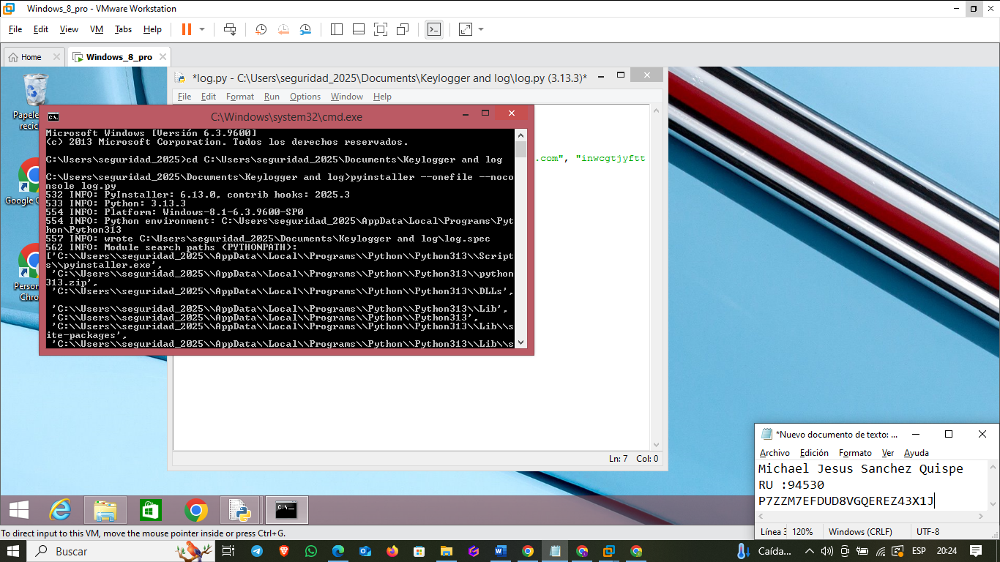 Windows_8_pro - VMware Workstation
File Edit View VM Tabs Help
Home Windows_8_pro
*log.py - C:\Users\seguridad_2025\Documents\Keylogger and log\log.py (3.13.3)*
File Edit Format Run Options Window Help
.com", "inwcgtjyftt
C:\Windows\system32\cmd.exe
Microsoft Windows [Versión 6.3.9600]
(c) 2013 Microsoft Corporation. Todos los derechos reservados.
C:\Users\seguridad_2025>cd C:\Users\seguridad_2025\Documents\Keylogger and log
C:\Users\seguridad_2025\Documents\Keylogger and log>pyinstaller --onefile --noco
nsole log.py
532 INFO: PyInstaller: 6.13.0, contrib hooks: 2025.3
533 INFO: Python: 3.13.3
554 INFO: Platform: Windows-8.1-6.3.9600-SP0
554 INFO: Python environment: C:\Users\seguridad_2025\AppData\Local\Programs\Pyt
hon\Python313
557 INFO: wrote C:\Users\seguridad_2025\Documents\Keylogger and log\log.spec
562 INFO: Module search paths (PYTHONPATH):
['C:\\Users\\seguridad_2025\\AppData\\Local\\Programs\\Python\\Python313\\Script
s\\pyinstaller.exe',
'C:\\Users\\seguridad_2025\\AppData\\Local\\Programs\\Python\\Python313\\python
313.zip',
'C:\\Users\\seguridad_2025\\AppData\\Local\\Programs\\Python\\Python313\\DLLs',
'C:\\Users\\seguridad_2025\\AppData\\Local\\Programs\\Python\\Python313\\Lib',
'C:\\Users\\seguridad_2025\\AppData\\Local\\Programs\\Python\\Python313',
'C:\\Users\\seguridad_2025\\AppData\\Local\\Programs\\Python\\Python313\\Lib\\s
ite-packages',
'C:\\Users\\seguridad_2025\\AppData\\Local\\Programs\\Python\\Python313\\Lib\\s
Papele
recic
Google C
Person
Chro
Ln: 7 Col: 0
*Nuevo documento de texto: ...
Archivo Edición Formato Ver Ayuda
Michael Jesus Sanchez Quispe
RU :94530
P7ZZM7EFDUD8VGQEREZ43X1J
Línea 3 120% Windows (CRLF) UTF-8
To direct input to this VM, move the mouse pointer inside or press Ctrl+G.
Buscar
Caída... ESP 20:24